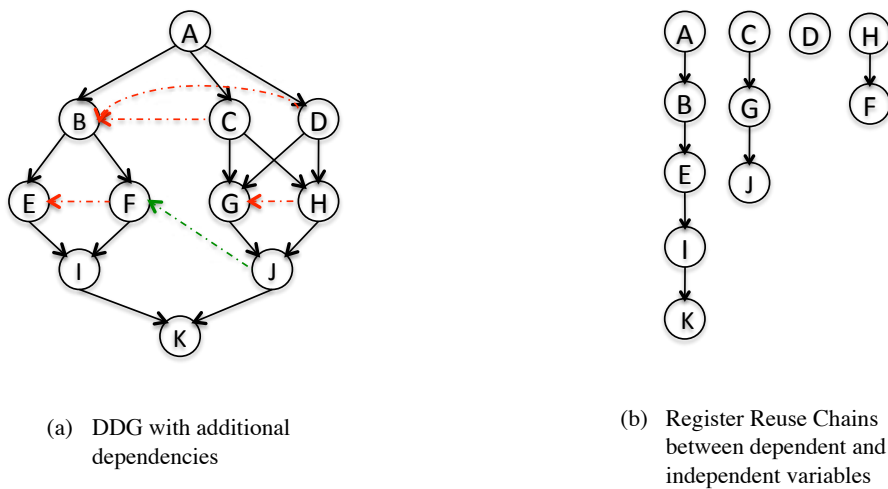 A
B
C
D
E
F
G
H
I
J
K
(a) DDG with additional
dependencies
A
C
D
H
B
G
F
E
J
I
K
(b) Register Reuse Chains
between dependent and
independent variables